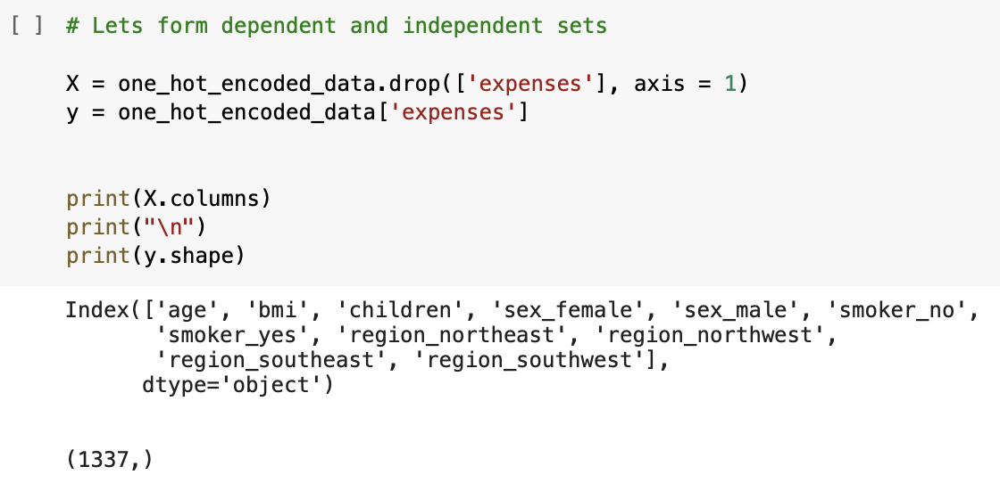 [ ] # Lets form dependent and independent sets
X = one_hot_encoded_data.drop(['expenses'], axis = 1)
y = one_hot_encoded_data['expenses']
print(X.columns)
print("\n")
print(y.shape)
Index(['age', 'bmi', 'children', 'sex_female', 'sex_male', 'smoker_no',
'smoker_yes', 'region_northeast', 'region_northwest',
'region_southeast', 'region_southwest'],
dtype='object')
(1337,)